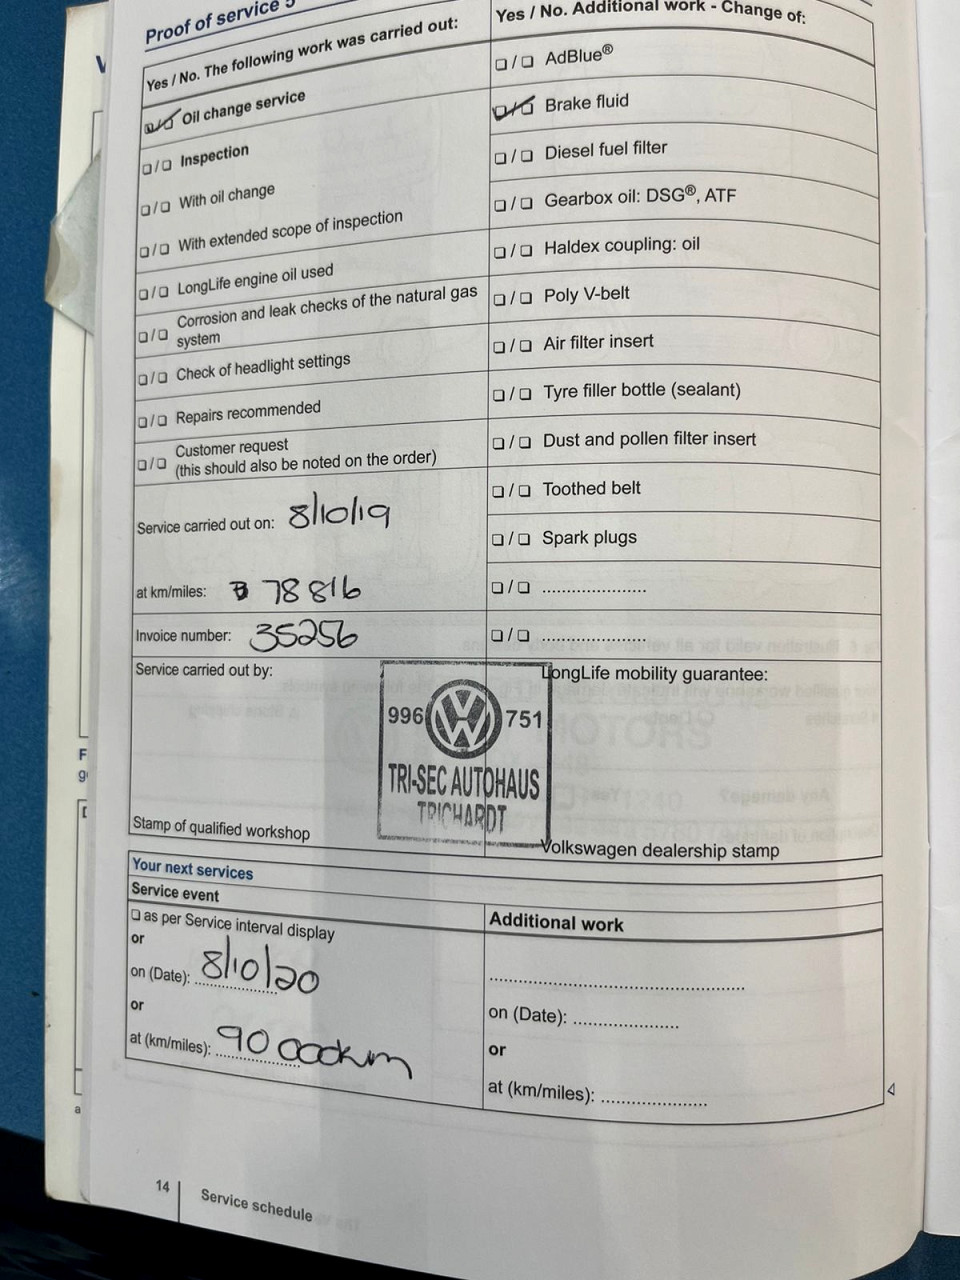 Proof of service 5
Yes / No. The following work was carried out:
☑/☑ Oil change service
❑/❑ Inspection
❑/❑ With oil change
❑/❑ With extended scope of inspection
❑/❑ LongLife engine oil used
❑/❑ Corrosion and leak checks of the natural gas
system
❑/❑ Check of headlight settings
❑/❑ Repairs recommended
❑/❑ Customer request
(this should also be noted on the order)
Service carried out on: 8/10/19
at km/miles: 78 816
Invoice number: 35256
Yes / No. Additional work - Change of:
❑/❑ AdBlue®
☑/☑ Brake fluid
❑/❑ Diesel fuel filter
❑/❑ Gearbox oil: DSG®, ATF
❑/❑ Haldex coupling: oil
❑/❑ Poly V-belt
❑/❑ Air filter insert
❑/❑ Tyre filler bottle (sealant)
❑/❑ Dust and pollen filter insert
❑/❑ Toothed belt
❑/❑ Spark plugs
❑/❑ .....................
❑/❑ .....................
Service carried out by:
LongLife mobility guarantee:
996 VW 751
TRI-SEC AUTOHAUS
TRICHARDT
Stamp of qualified workshop
Volkswagen dealership stamp
Your next services
Service event
❑ as per Service interval display
or
on (Date): 8/10/20
or
at (km/miles): 90 000km
Additional work
.....................
on (Date): .....................
or
at (km/miles): .....................
14
Service schedule